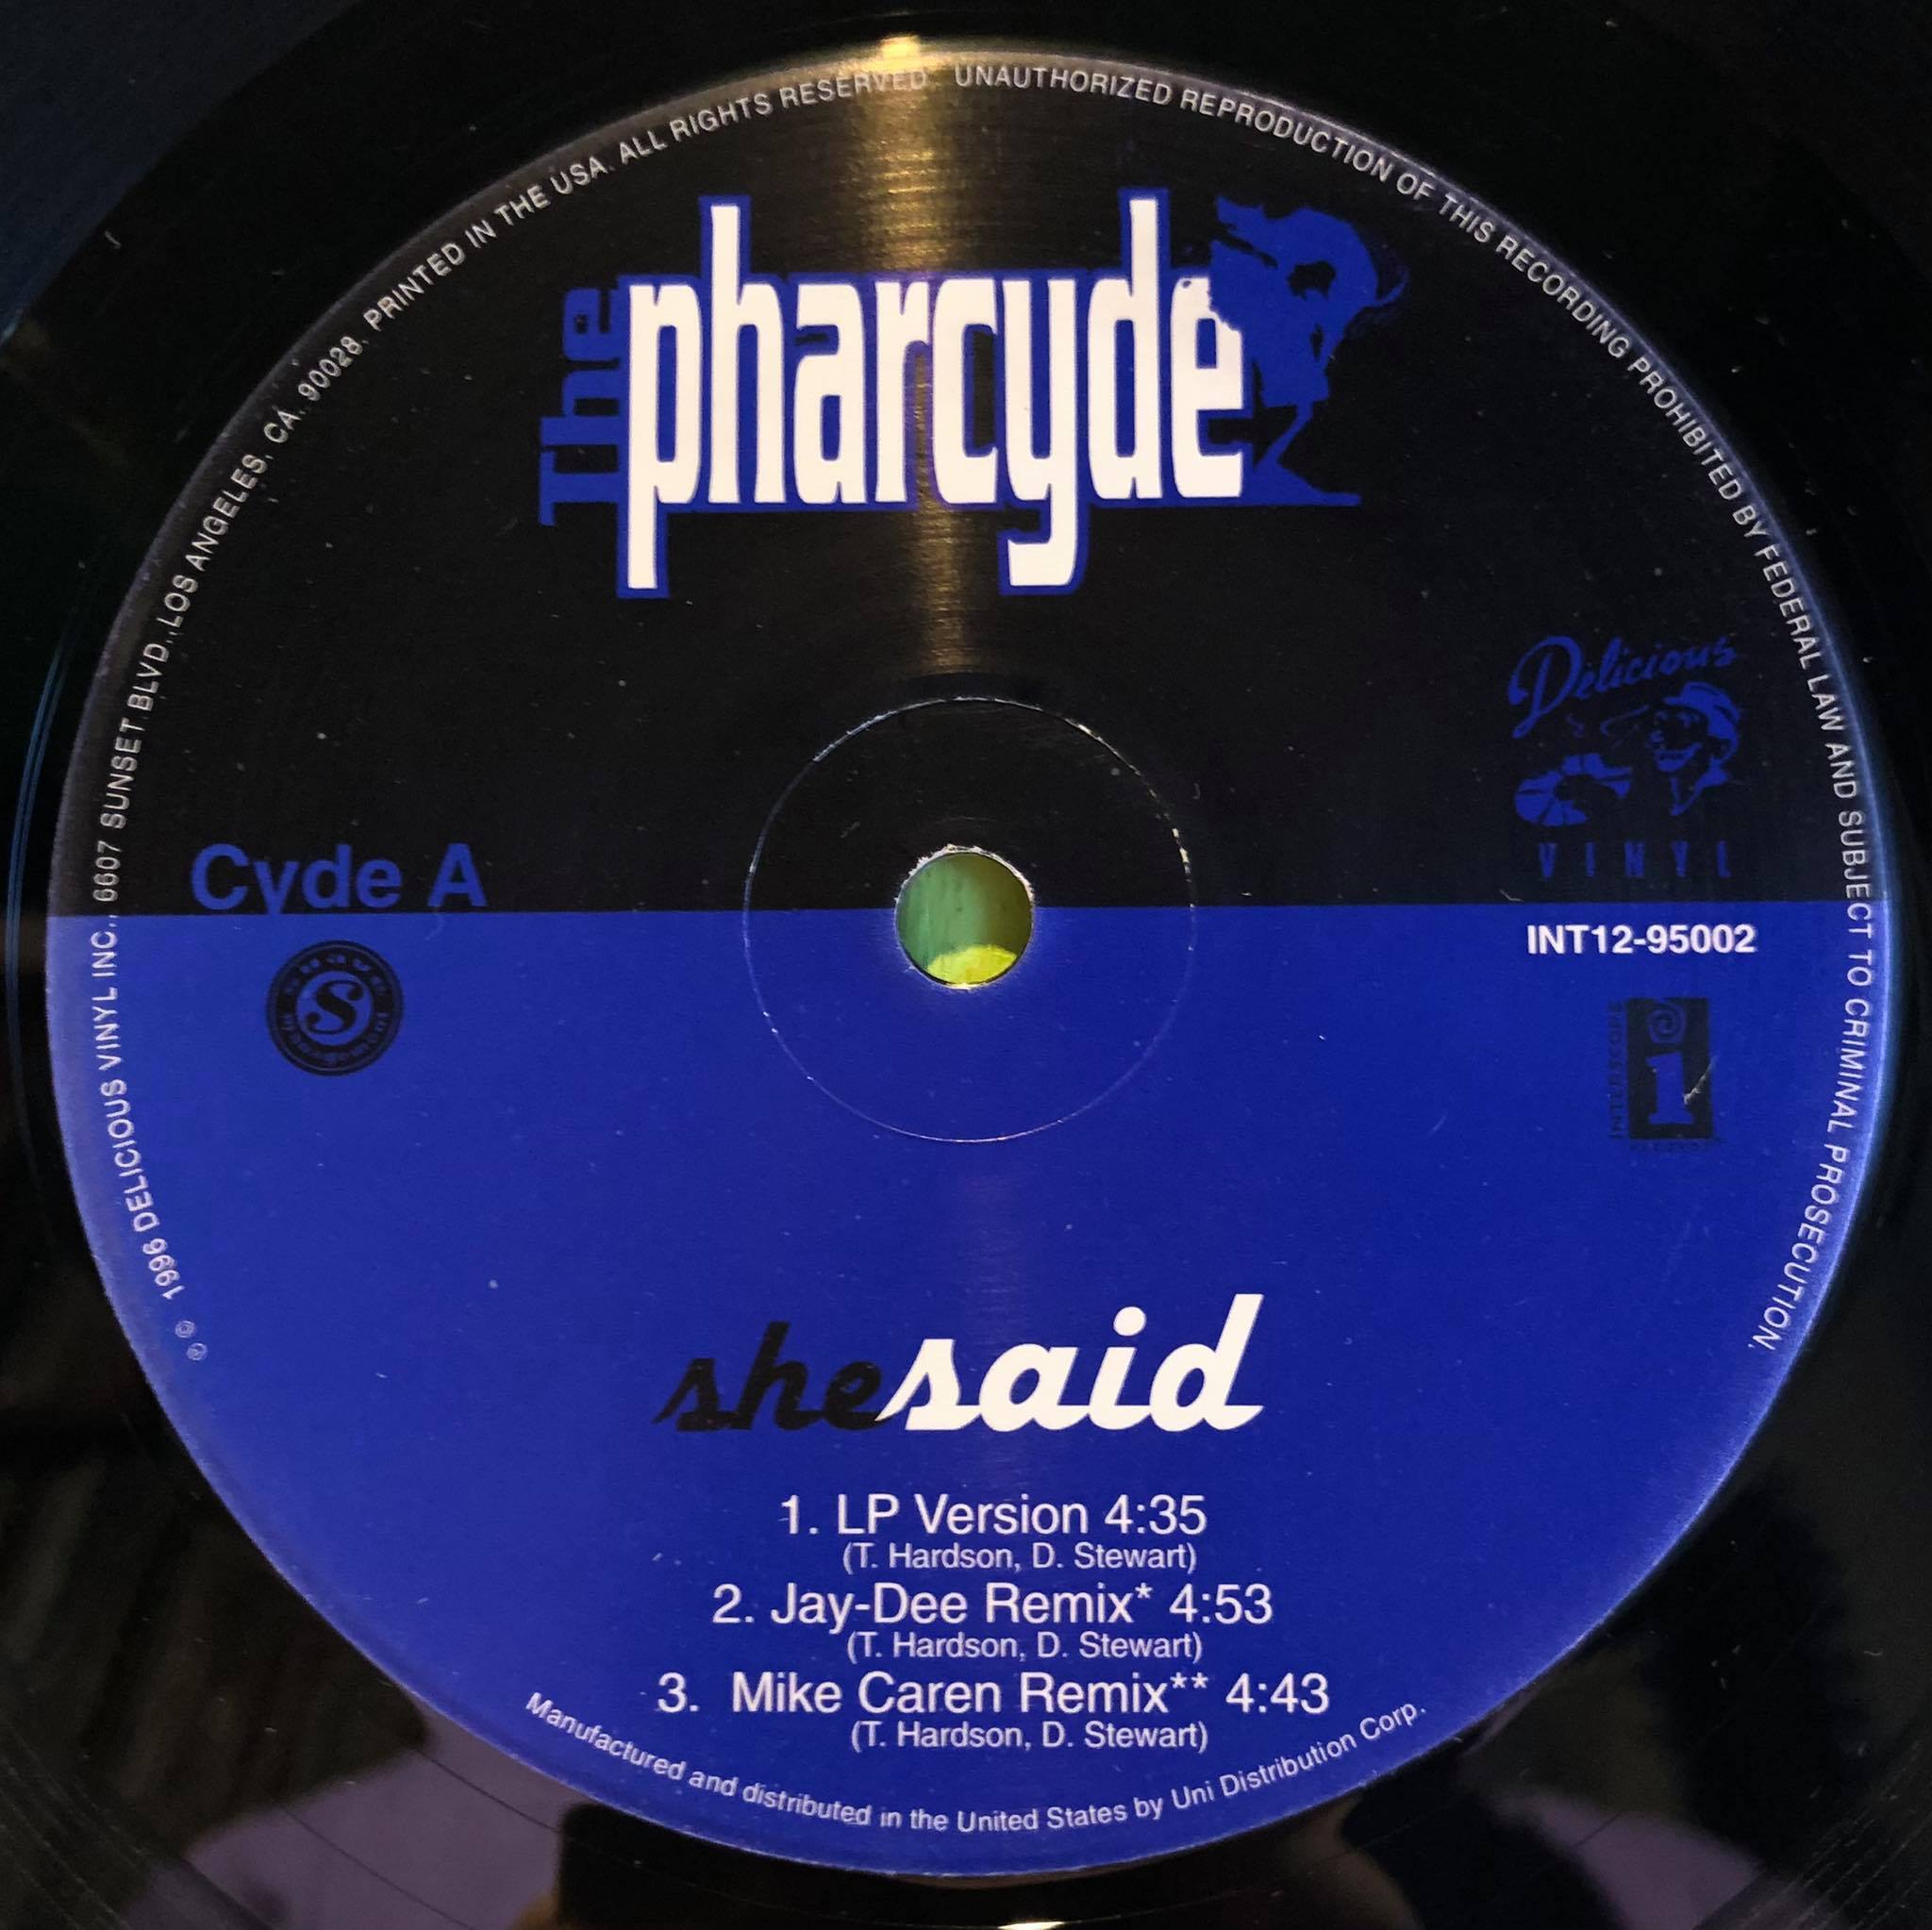 ℗ © 1996 DELICIOUS VINYL INC., 6607 SUNSET BLVD., LOS ANGELES, CA. 90028. PRINTED IN THE USA. ALL RIGHTS RESERVED. UNAUTHORIZED REPRODUCTION OF THIS RECORDING PROHIBITED BY FEDERAL LAW AND SUBJECT TO CRIMINAL PROSECUTION.
The pharcyde
Delicious
VINYL
Cyde A
INT12-95002
S
INTERSCOPE
i
she said
1. LP Version 4:35
(T. Hardson, D. Stewart)
2. Jay-Dee Remix* 4:53
(T. Hardson, D. Stewart)
3. Mike Caren Remix** 4:43
(T. Hardson, D. Stewart)
Manufactured and distributed in the United States by Uni Distribution Corp.